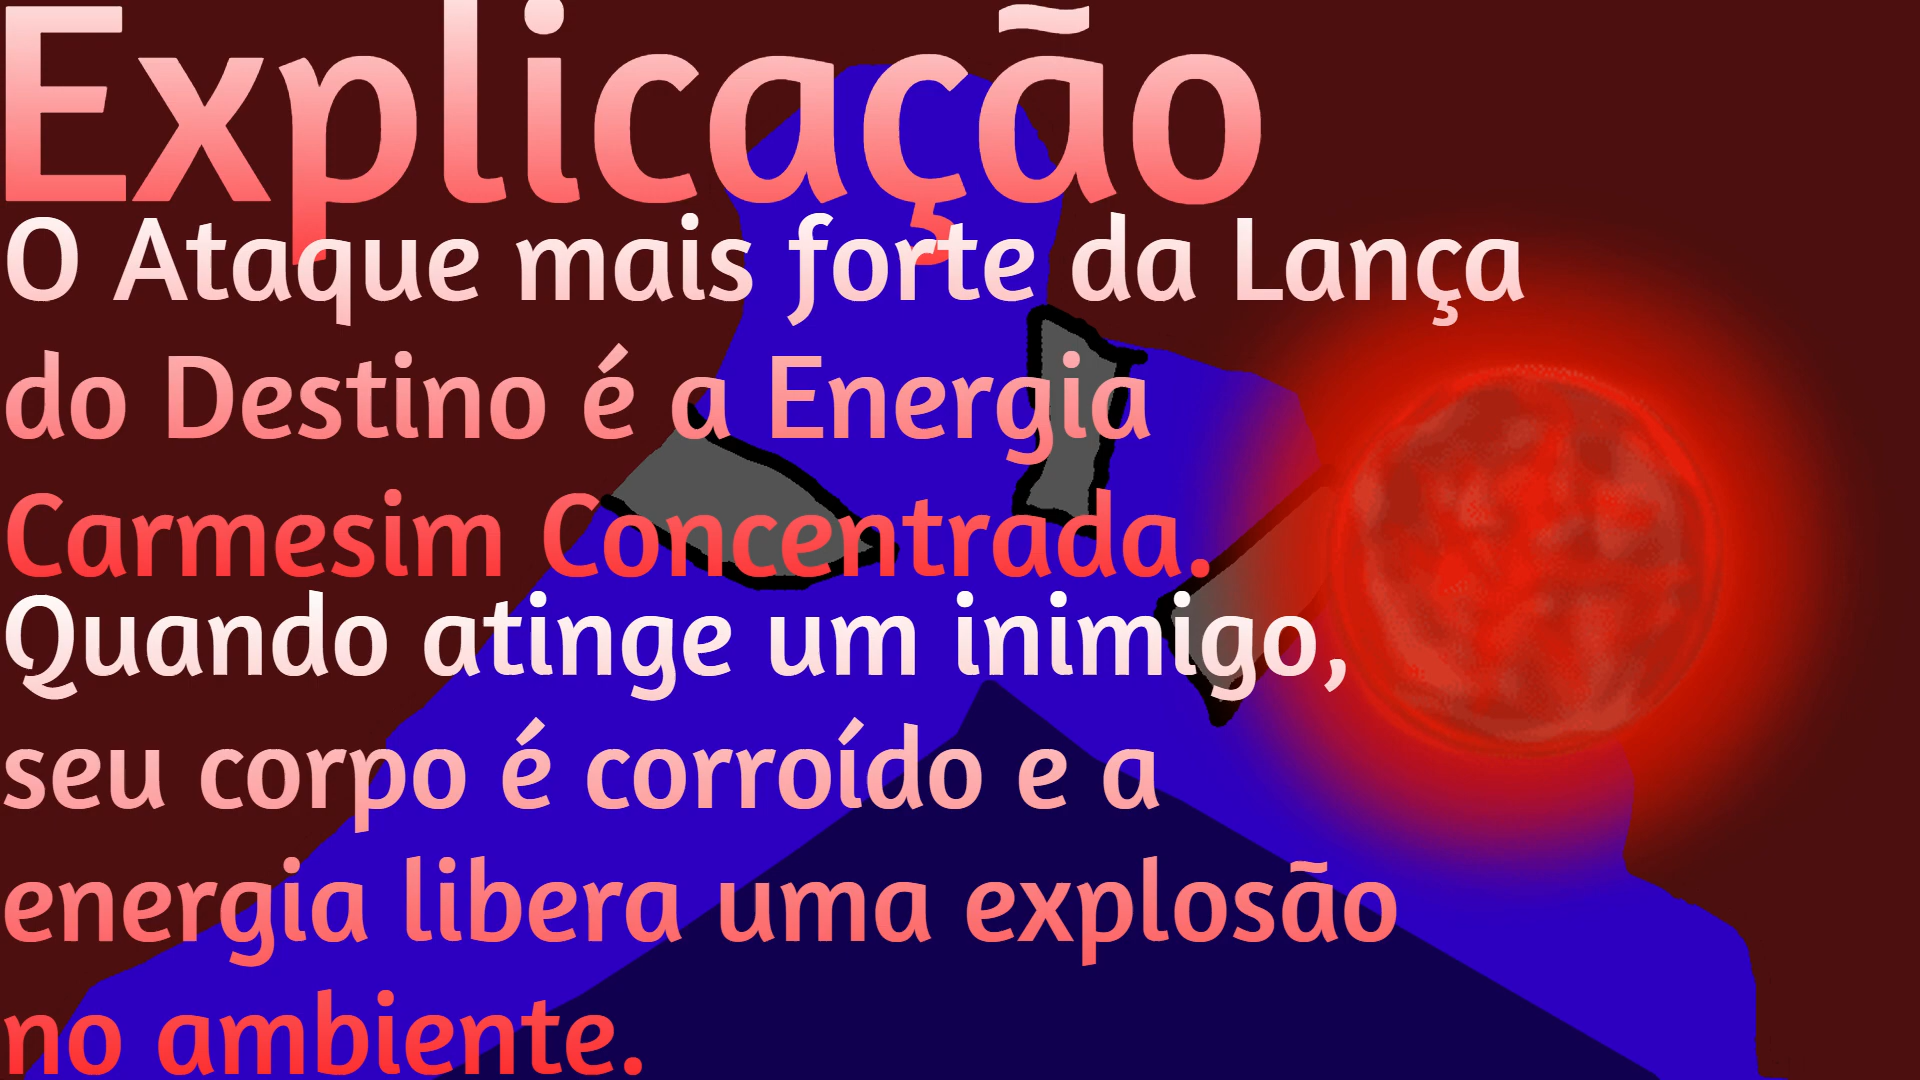 Explicação
O Ataque mais forte da Lança
do Destino é a Energia
Carmesim Concentrada.
Quando atinge um inimigo,
seu corpo é corroído e a
energia libera uma explosão
no ambiente.